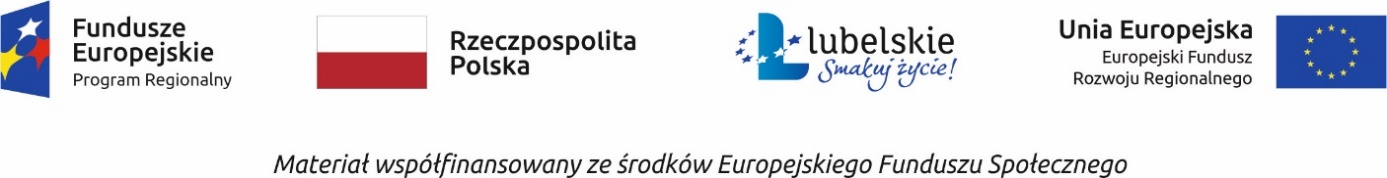 Fundusze
Europejskie
Program Regionalny
Rzeczpospolita
Polska
lubelskie
Smakuj życie!
Unia Europejska
Europejski Fundusz
Rozwoju Regionalnego
Materiał współfinansowany ze środków Europejskiego Funduszu Społecznego